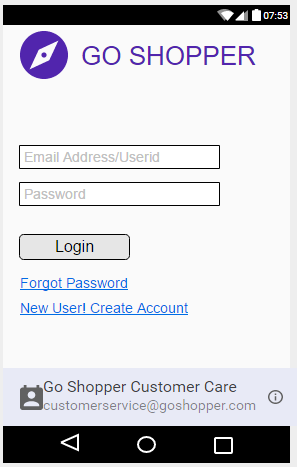 07:53
GO SHOPPER
Email Address/Userid
Password
Login
Forgot Password
New User! Create Account
Go Shopper Customer Care
customerservice@goshopper.com